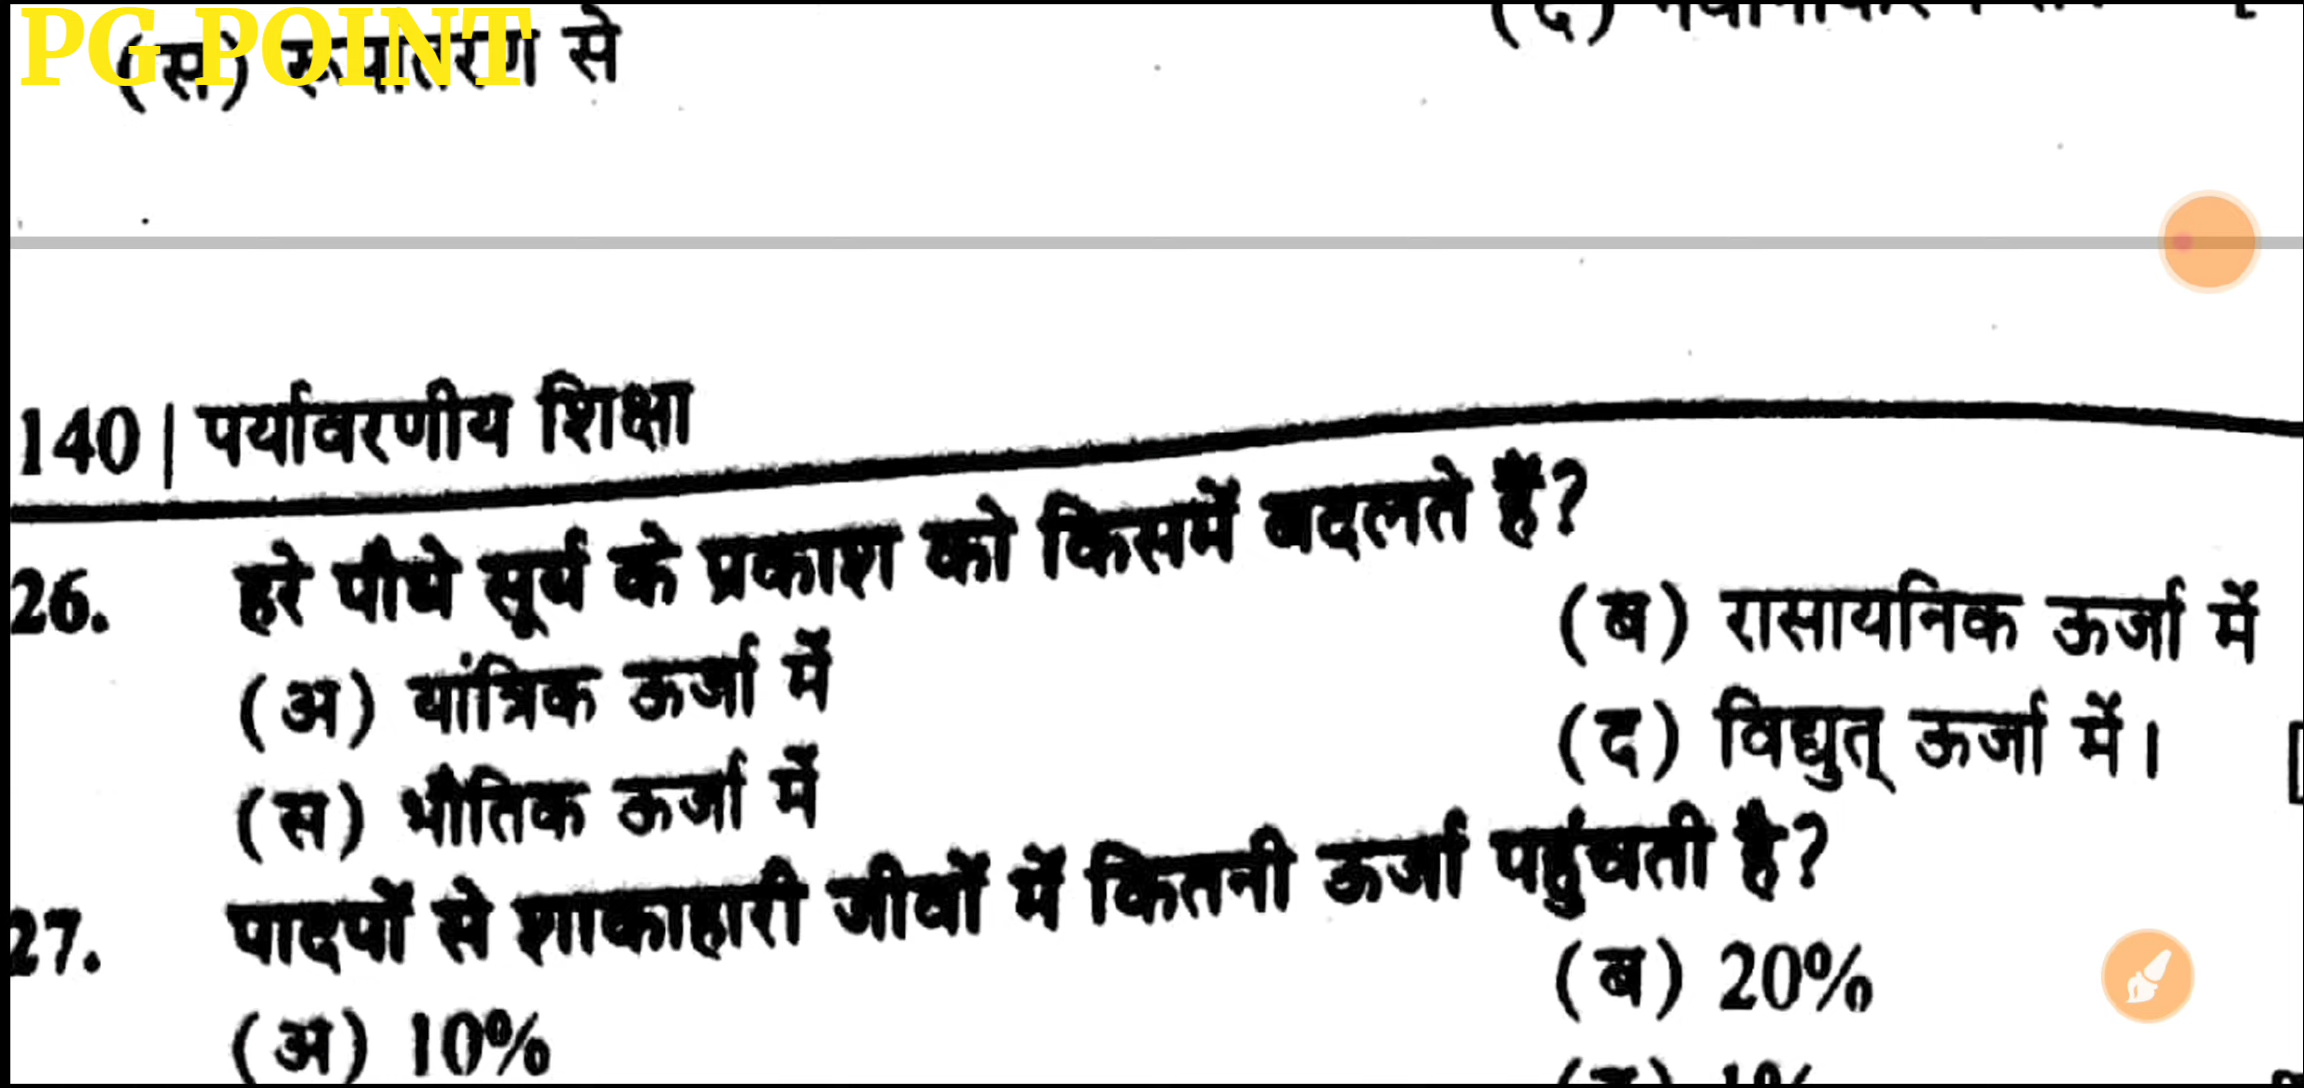 PG POINT
(स) रूपांतरण से
(द)
140 | पर्यावरणीय शिक्षा
26. हरे पौधे सूर्य के प्रकाश को किसमें बदलते हैं?
(अ) यांत्रिक ऊर्जा में (ब) रासायनिक ऊर्जा में
(स) भौतिक ऊर्जा में (द) विद्युत् ऊर्जा में। [
27. पादपों से शाकाहारी जीवों में कितनी ऊर्जा पहुंचती है?
(अ) 10% (ब) 20%